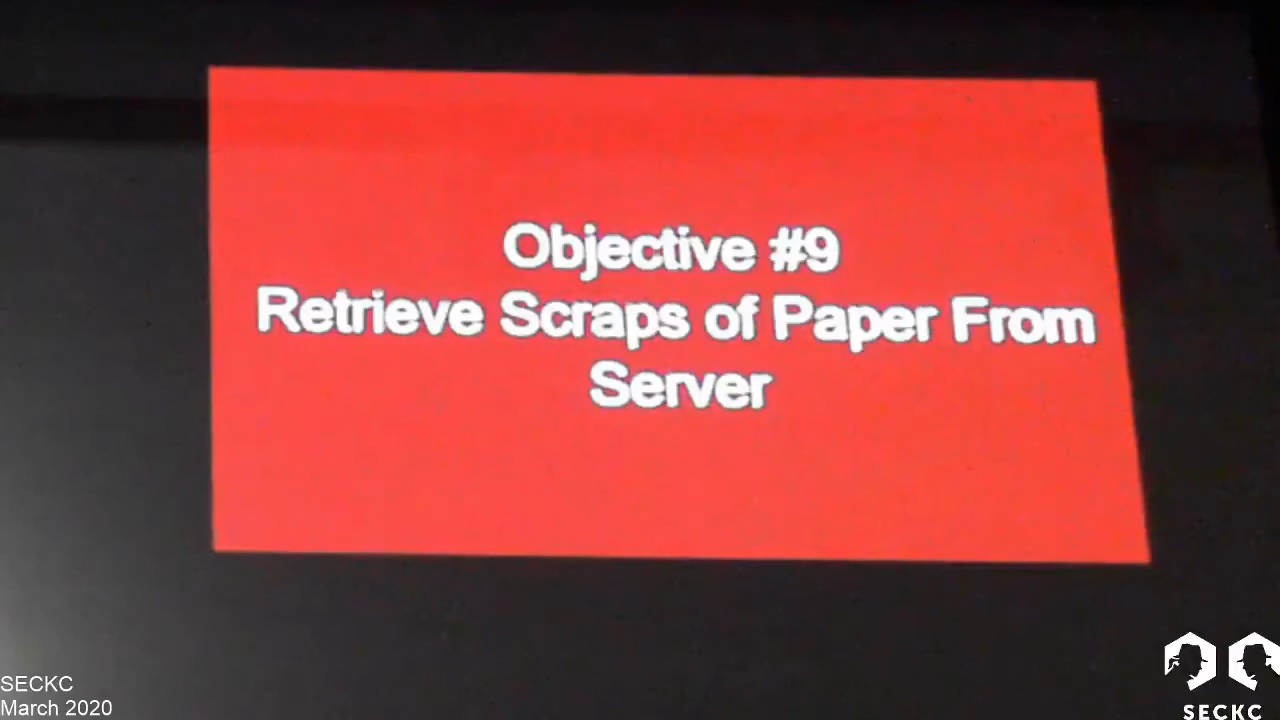 Objective #9
Retrieve Scraps of Paper From
Server
SECKC
March 2020
SECKC